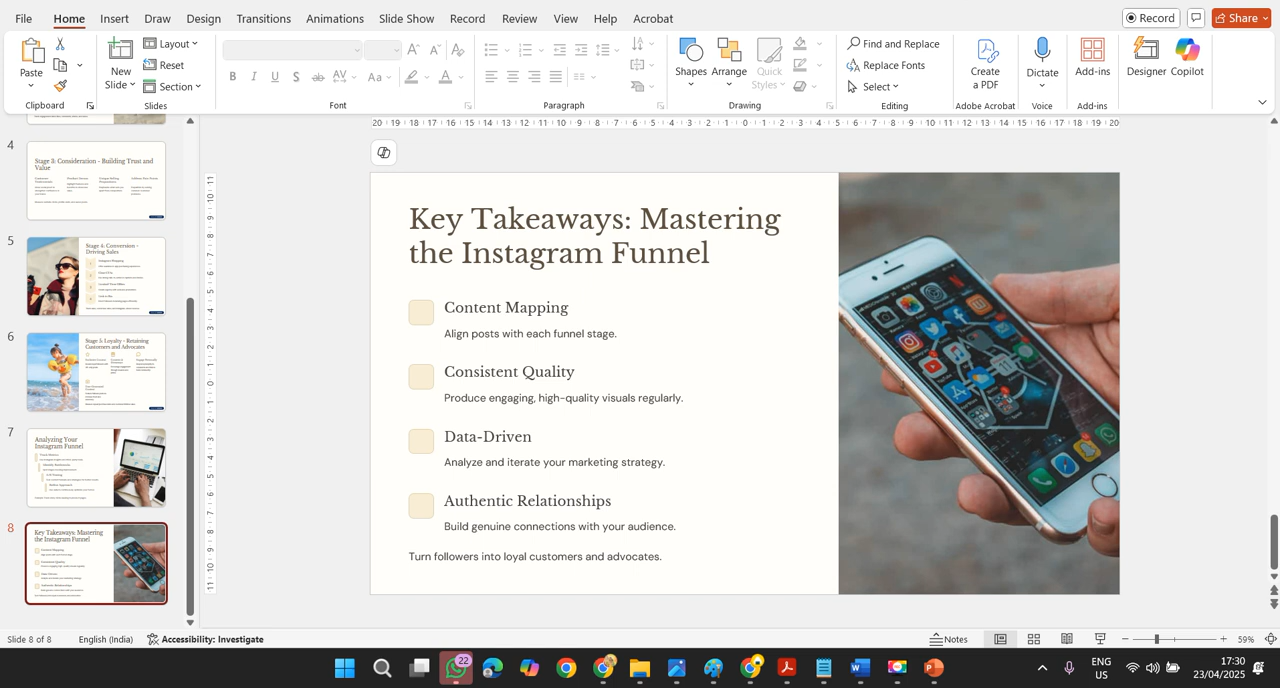 File Home Insert Draw Design Transitions Animations Slide Show Record Review View Help Acrobat
Record Share
Paste
Clipboard
New Slide
Layout
Reset
Section
Slides
Font
Paragraph
Shapes
Arrange
Quick Styles
Drawing
Find and Replace
Replace Fonts
Select
Editing
Create a PDF
Adobe Acrobat
Dictate
Voice
Add-ins
Add-ins
Designer
Copilot
4
Stage 3: Consideration - Building Trust and
Value
5
Stage 4: Conversion -
Driving Sales
6
Stage 5: Loyalty - Retaining
Customers and Advocates
7
Analyzing Your
Instagram Funnel
8
Key Takeaways: Mastering
the Instagram Funnel
Key Takeaways: Mastering
the Instagram Funnel
Content Mapping
Align posts with each funnel stage.
Consistent Quality
Produce engaging, high-quality visuals regularly.
Data-Driven
Analyze and iterate your marketing strategy.
Authentic Relationships
Build genuine connections with your audience.
Turn followers into loyal customers and advocates.
Slide 8 of 8 English (India) Accessibility: Investigate Notes 59%
22
ENG
US
17:30
23/04/2025